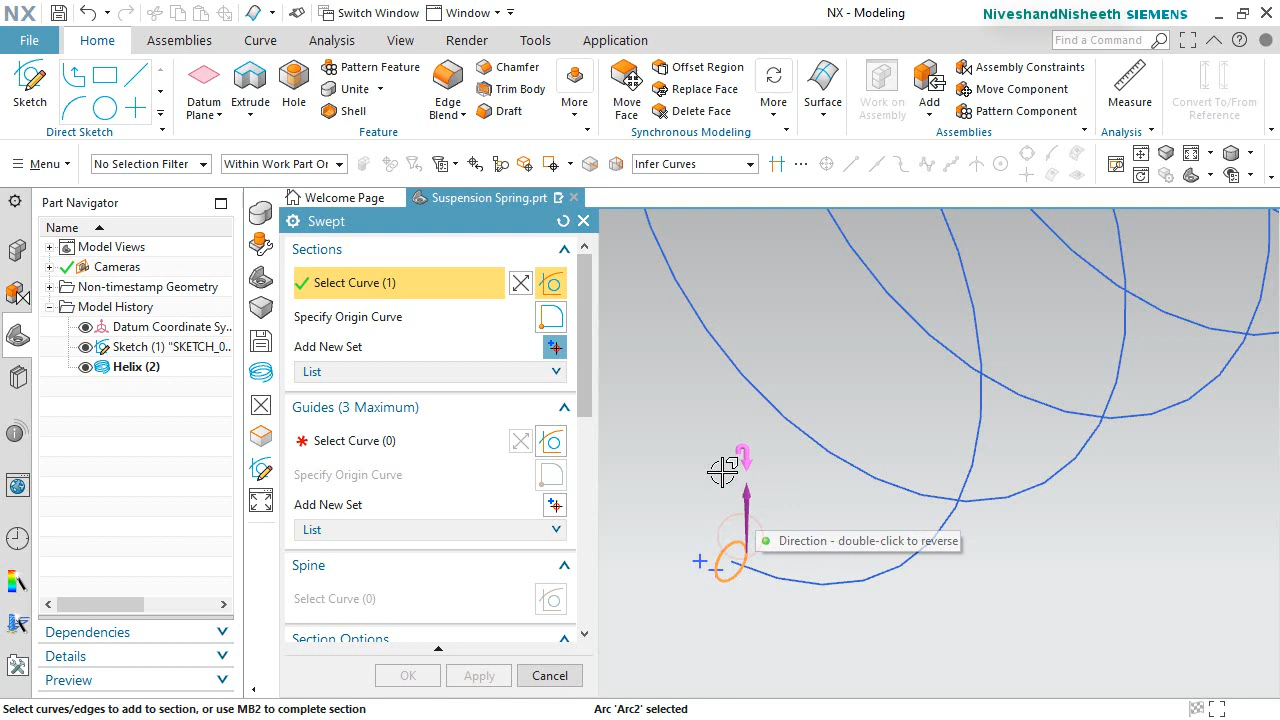 NX Switch Window Window NX - Modeling NiveshandNisheeth SIEMENS
File Home Assemblies Curve Analysis View Render Tools Application Find a Command
Sketch
Direct Sketch
Datum Plane
Extrude
Hole
Pattern Feature
Unite
Shell
Edge Blend
Chamfer
Trim Body
Draft
More
Feature
Move Face
Offset Region
Replace Face
Delete Face
More
Synchronous Modeling
Surface
Work on Assembly
Add
Assembly Constraints
Move Component
Pattern Component
Assemblies
Measure
Analysis
Convert To/From Reference
Menu No Selection Filter Within Work Part Or Infer Curves
Part Navigator
Name
Model Views
Cameras
Non-timestamp Geometry
Model History
Datum Coordinate Sy...
Sketch (1) "SKETCH_0...
Helix (2)
Dependencies
Details
Preview
Welcome Page Suspension Spring.prt
Swept
Sections
Select Curve (1)
Specify Origin Curve
Add New Set
List
Guides (3 Maximum)
* Select Curve (0)
Specify Origin Curve
Add New Set
List
Spine
Select Curve (0)
Section Options
OK Apply Cancel
Direction - double-click to reverse
Select curves/edges to add to section, or use MB2 to complete section Arc 'Arc2' selected